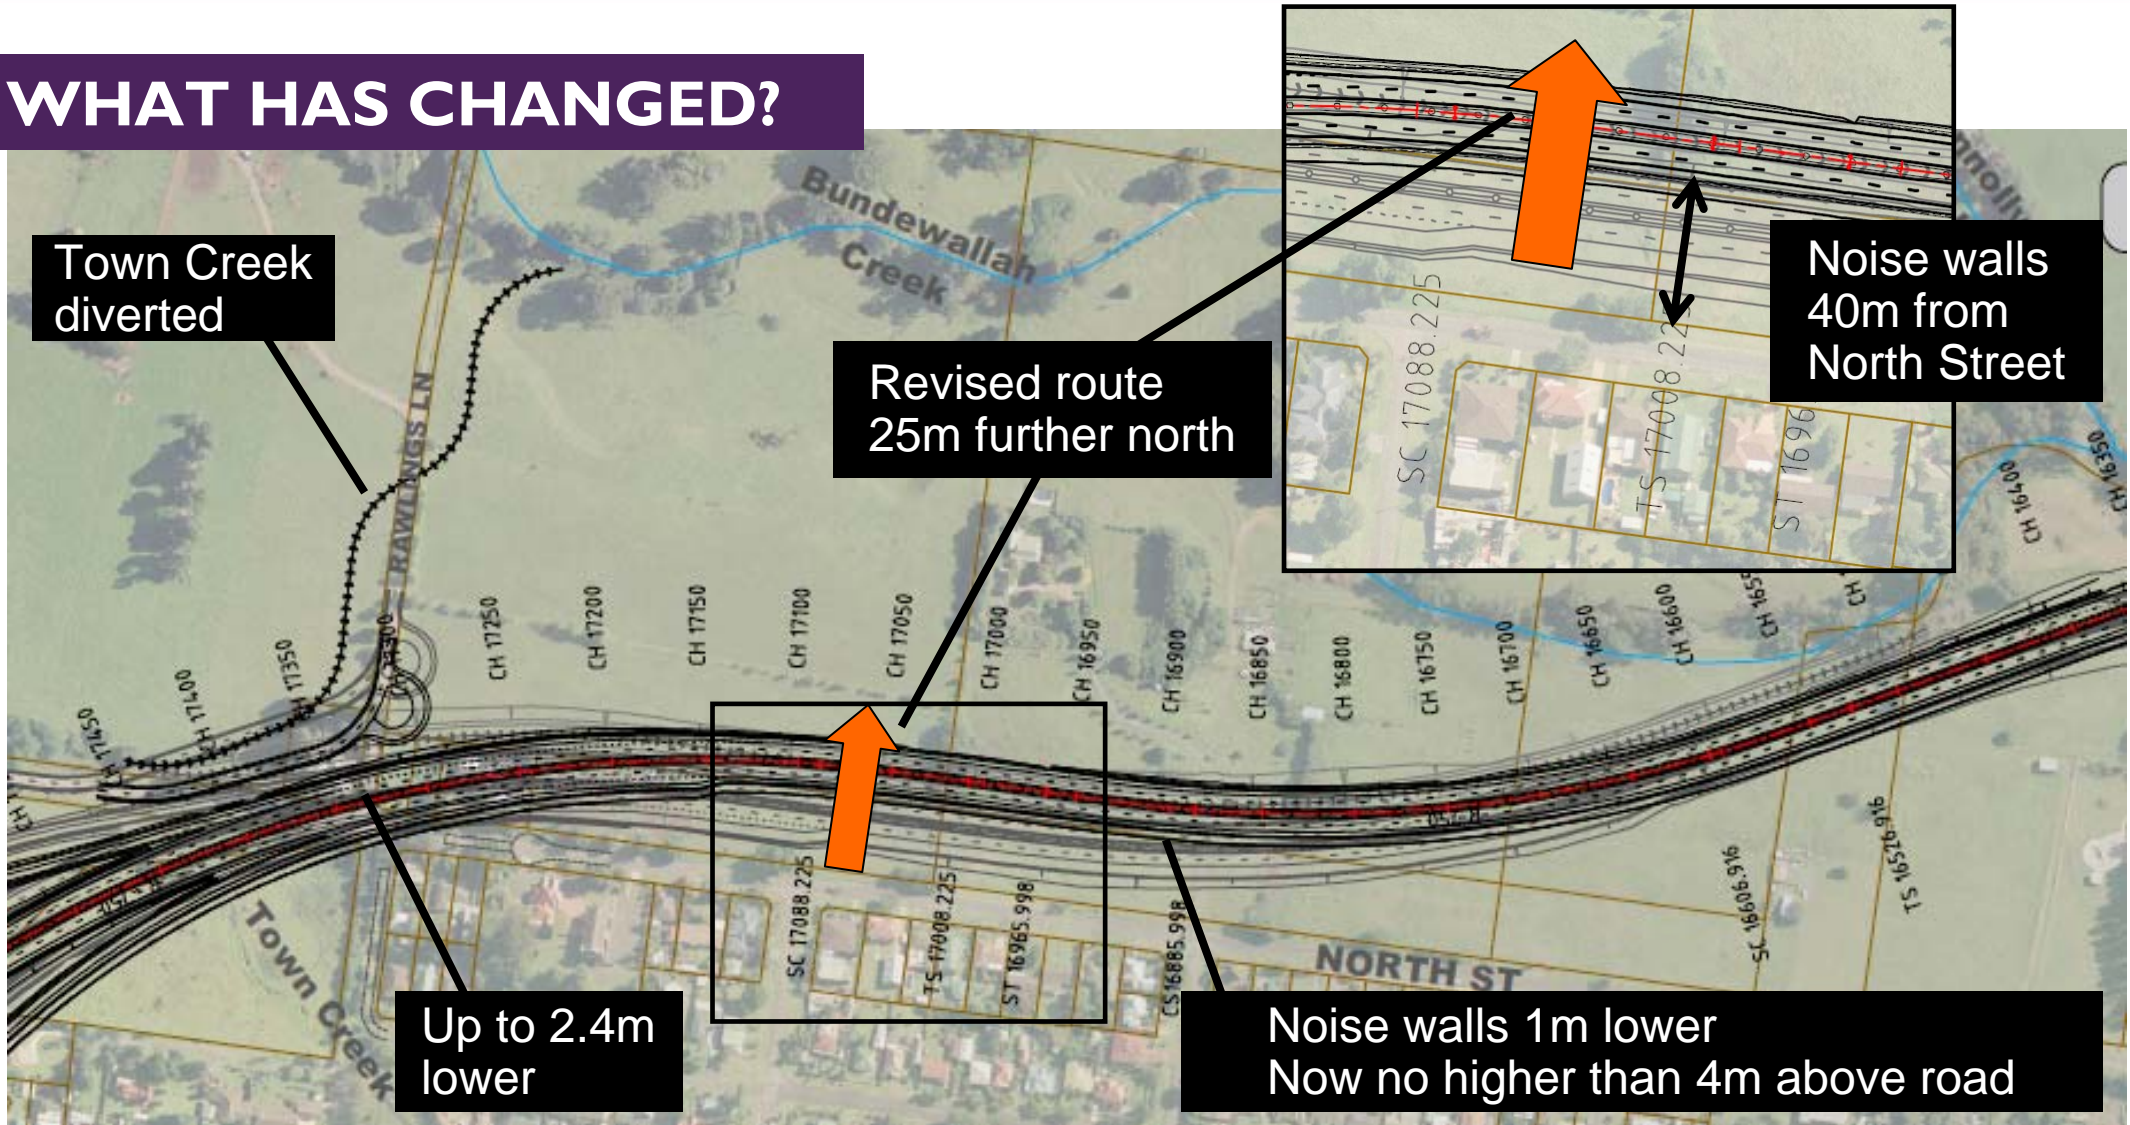 WHAT HAS CHANGED?
Town Creek
diverted
Bundewallah
Creek
Revised route
25m further north
Noise walls
40m from
North Street
SC 17088.225
RAWLINGS LN
CH 17450
CH 17400
CH 17350
CH 17250
CH 17200
CH 17150
CH 17100
CH 17050
CH 17000
CH 16950
CH 16900
CH 16850
CH 16800
CH 16750
CH 16700
CH 16650
CH 16600
CH 16400
CH 16350
SC 17088.225
TS 17008.225
ST 16965.998
CS 16885.998
SC 16606.916
TS 16526.916
NORTH ST
Town Creek
Up to 2.4m
lower
Noise walls 1m lower
Now no higher than 4m above road